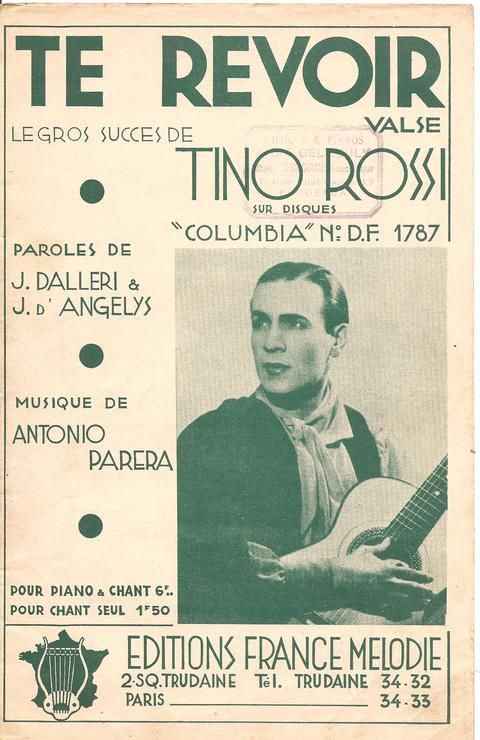 TE REVOIR
VALSE
LE GROS SUCCES DE
TINO ROSSI
SUR DISQUES
"COLUMBIA" No D.F. 1787
PAROLES DE
J. DALLERI &
J. D'ANGELYS
MUSIQUE DE
ANTONIO
PARERA
POUR PIANO & CHANT 6F..
POUR CHANT SEUL 1F50
EDITIONS FRANCE MELODIE
2.SQ.TRUDAINE Tél. TRUDAINE 34-32
PARIS 34-33